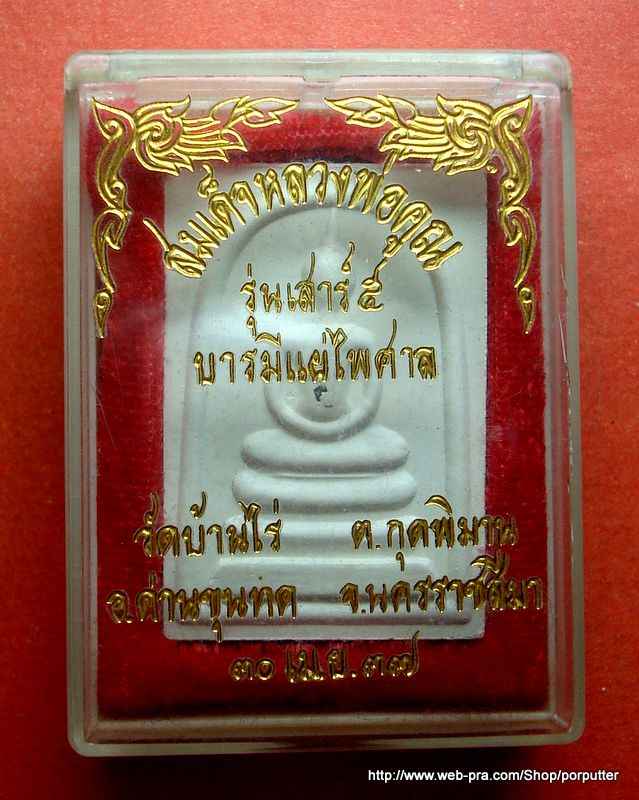 สมเด็จหลวงพ่อคูณ
รุ่นเสาร์ ๕
บารมีแผ่ไพศาล
วัดบ้านไร่ ต.กุดพิมาน
อ.ด่านขุนทด จ.นครราชสีมา
๓๐ เม.ย.๓๗
http://www.web-pra.com/Shop/porputter